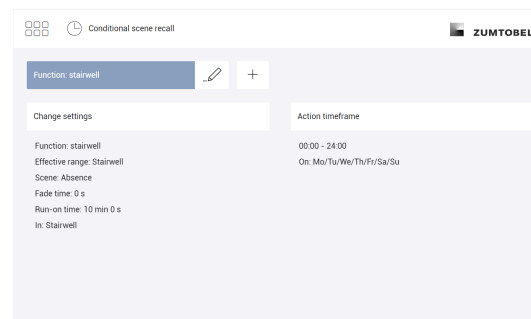 Conditional scene recall
ZUMTOBEL
Function: stairwell
Change settings
Function: stairwell
Effective range: Stairwell
Scene: Absence
Fade time: 0 s
Run-on time: 10 min 0 s
In: Stairwell
Action timeframe
00:00 - 24:00
On: Mo/Tu/We/Th/Fr/Sa/Su